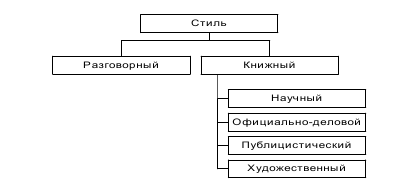 Стиль
Разговорный
Книжный
Научный
Официально-деловой
Публицистический
Художественный